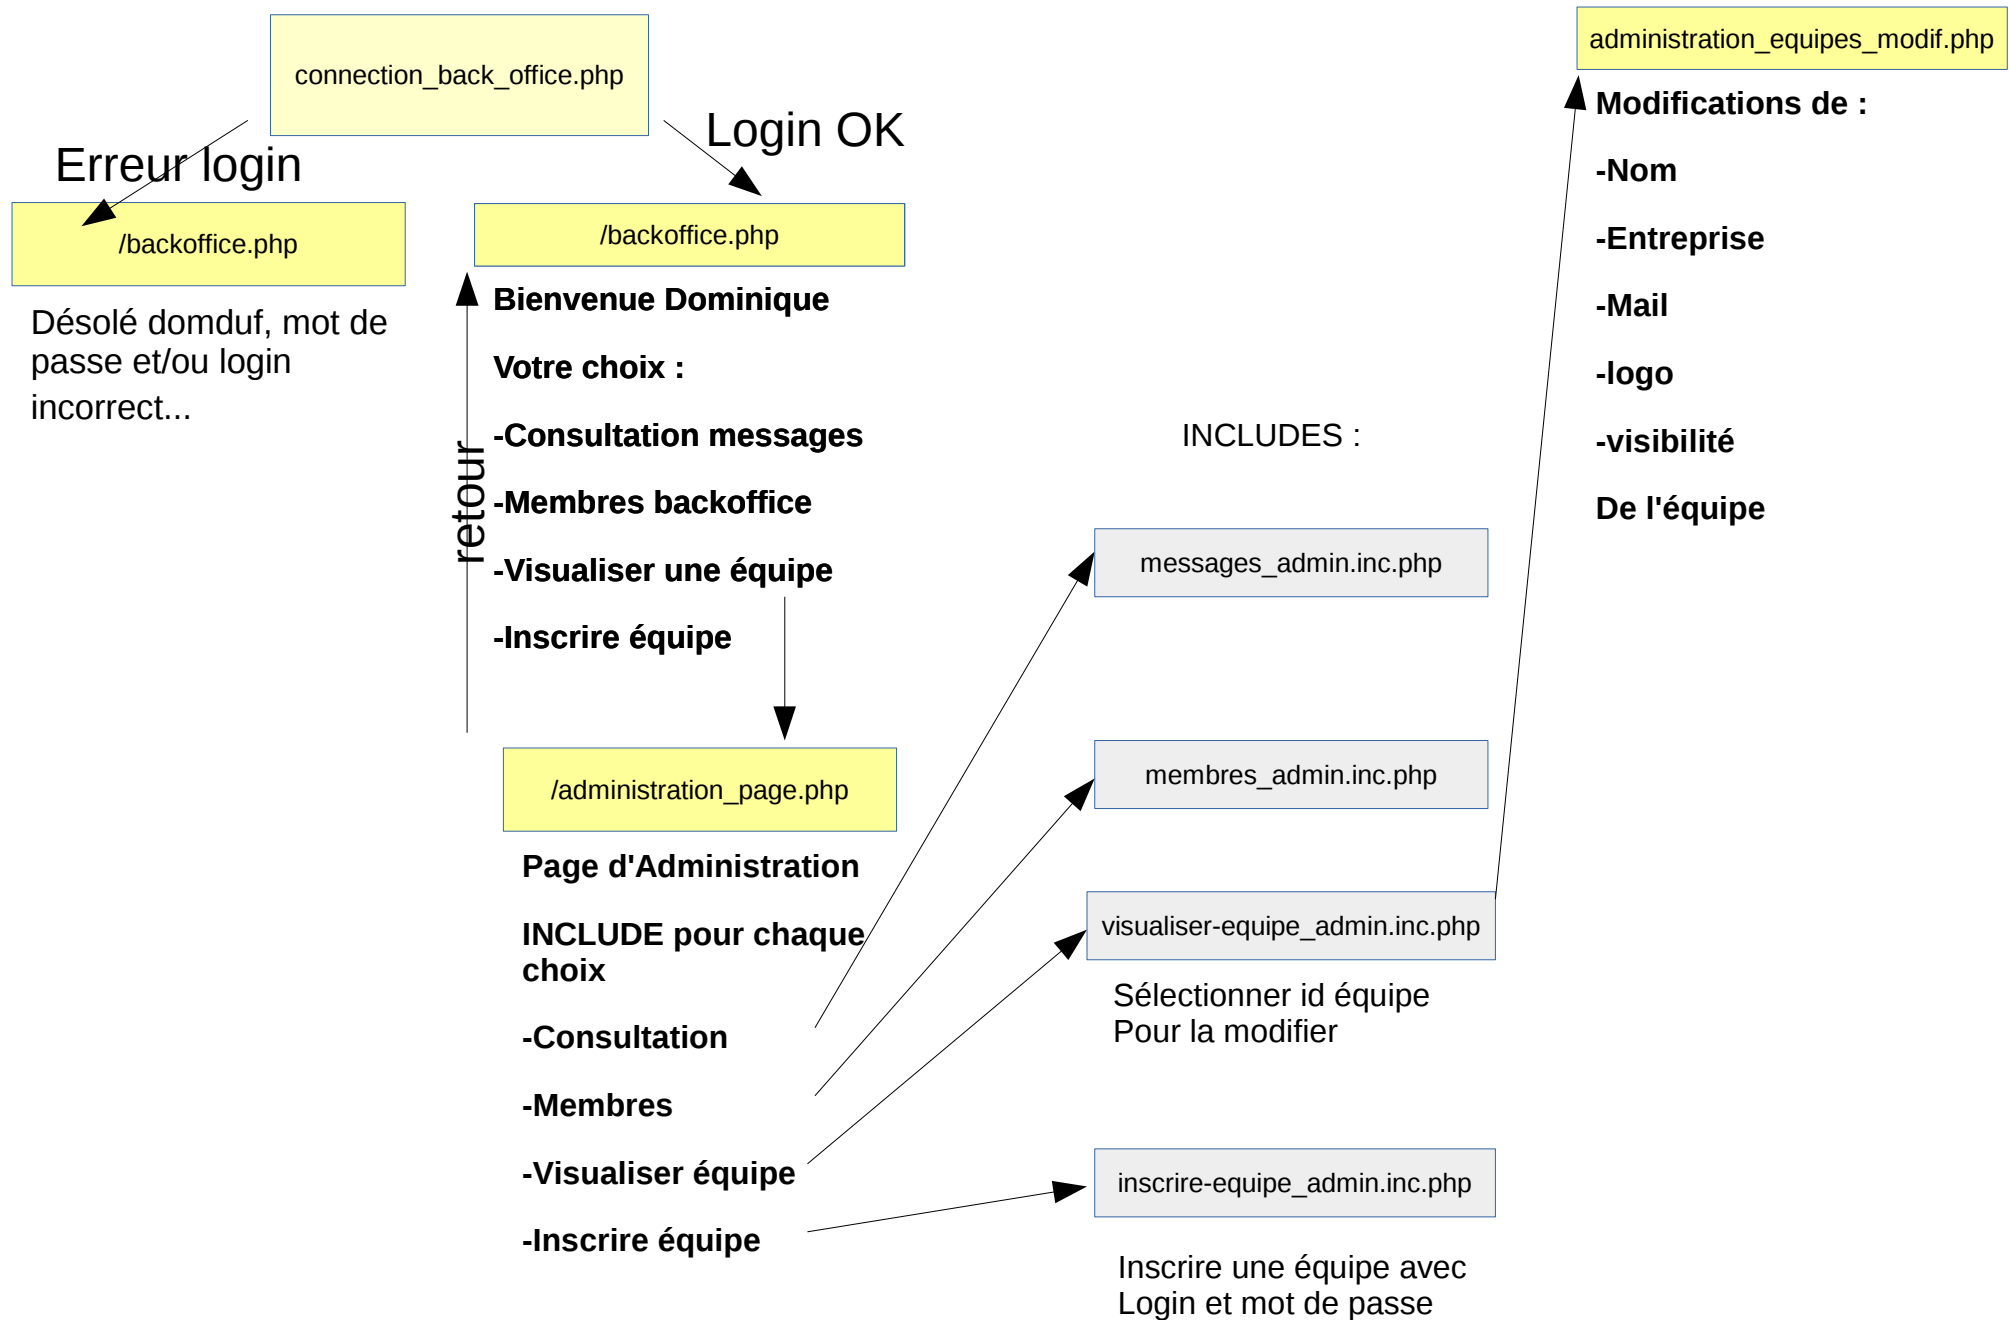 connection_back_office.php
Erreur login
Login OK
/backoffice.php
Désolé domduf, mot de
passe et/ou login
incorrect...
/backoffice.php
Bienvenue Dominique
Votre choix :
-Consultation messages
-Membres backoffice
-Visualiser une équipe
-Inscrire équipe
retour
/administration_page.php
Page d'Administration
INCLUDE pour chaque
choix
-Consultation
-Membres
-Visualiser équipe
-Inscrire équipe
INCLUDES :
messages_admin.inc.php
membres_admin.inc.php
visualiser-equipe_admin.inc.php
Sélectionner id équipe
Pour la modifier
inscrire-equipe_admin.inc.php
Inscrire une équipe avec
Login et mot de passe
administration_equipes_modif.php
Modifications de :
-Nom
-Entreprise
-Mail
-logo
-visibilité
De l'équipe